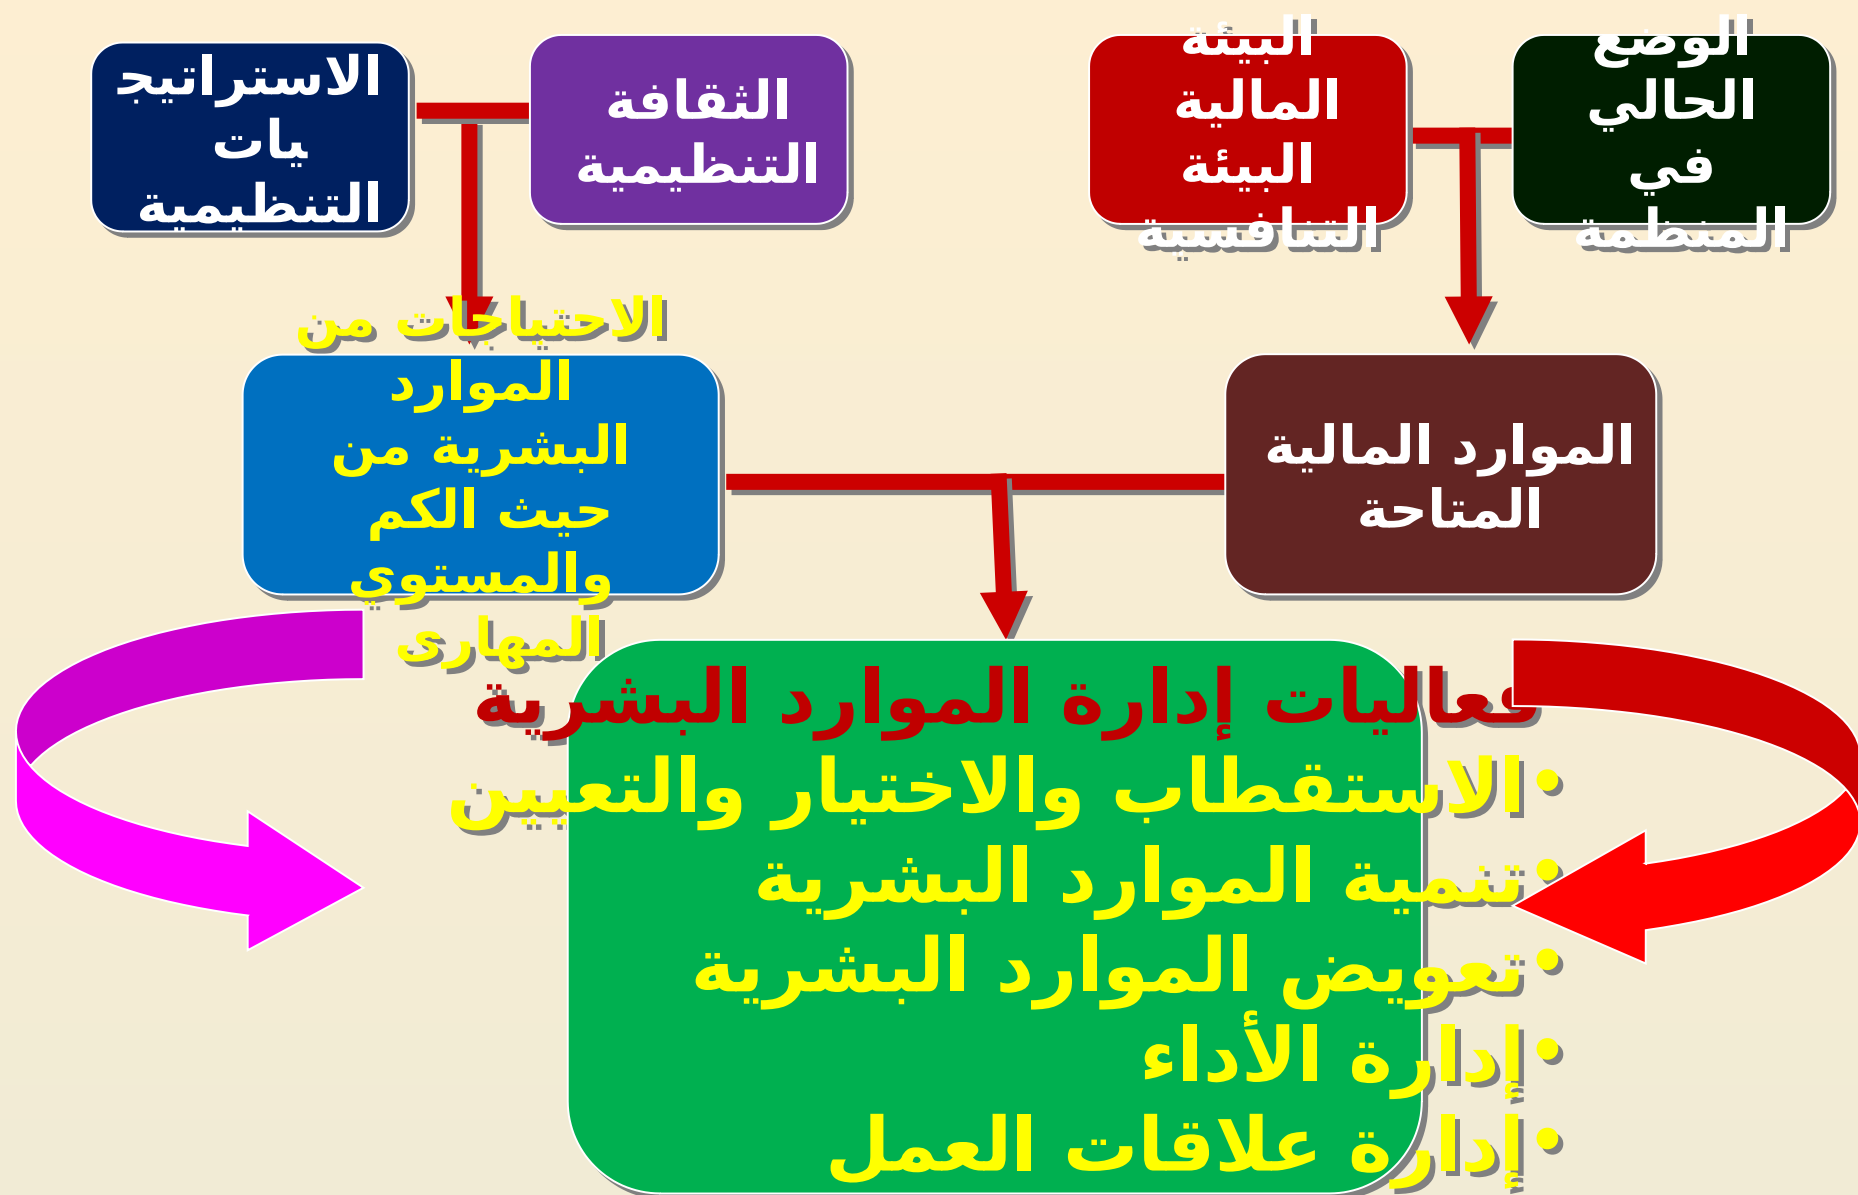 الوضع
الحالي
في
المنظمة
البيئة
المالية
البيئة
التنافسية
الثقافة
التنظيمية
الاستراتيج
يات
التنظيمية
الموارد المالية
المتاحة
الاحتياجات من
الموارد
البشرية من
حيث الكم
والمستوي
المهارى
فعاليات إدارة الموارد البشرية
•الاستقطاب والاختيار والتعيين
•تنمية الموارد البشرية
•تعويض الموارد البشرية
•إدارة الأداء
•إدارة علاقات العمل